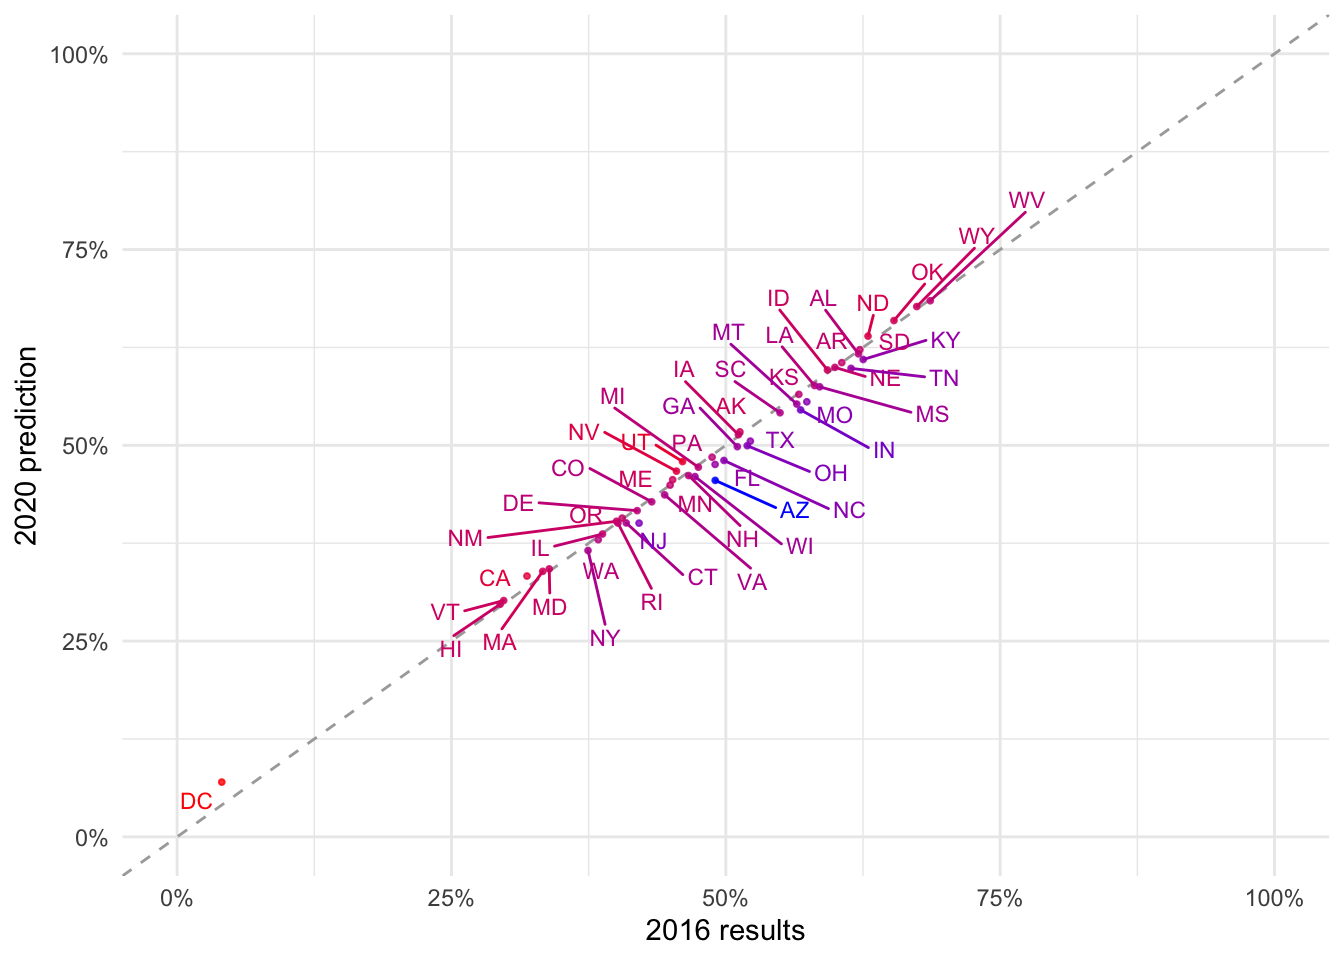 100%
WV
WY
75%
OK
ID AL ND
MT LA AR SD KY
IA SC KS NE TN
MI GA AK MO MS
NV UT PA TX IN
50%
CO ME FL OH
DE OR MN AZ NC
NM IL NJ NH WI
CA WA CT VA
VT MD RI
HI MA NY
25%
DC
0%
0% 25% 50% 75% 100%
2016 results
2020 prediction